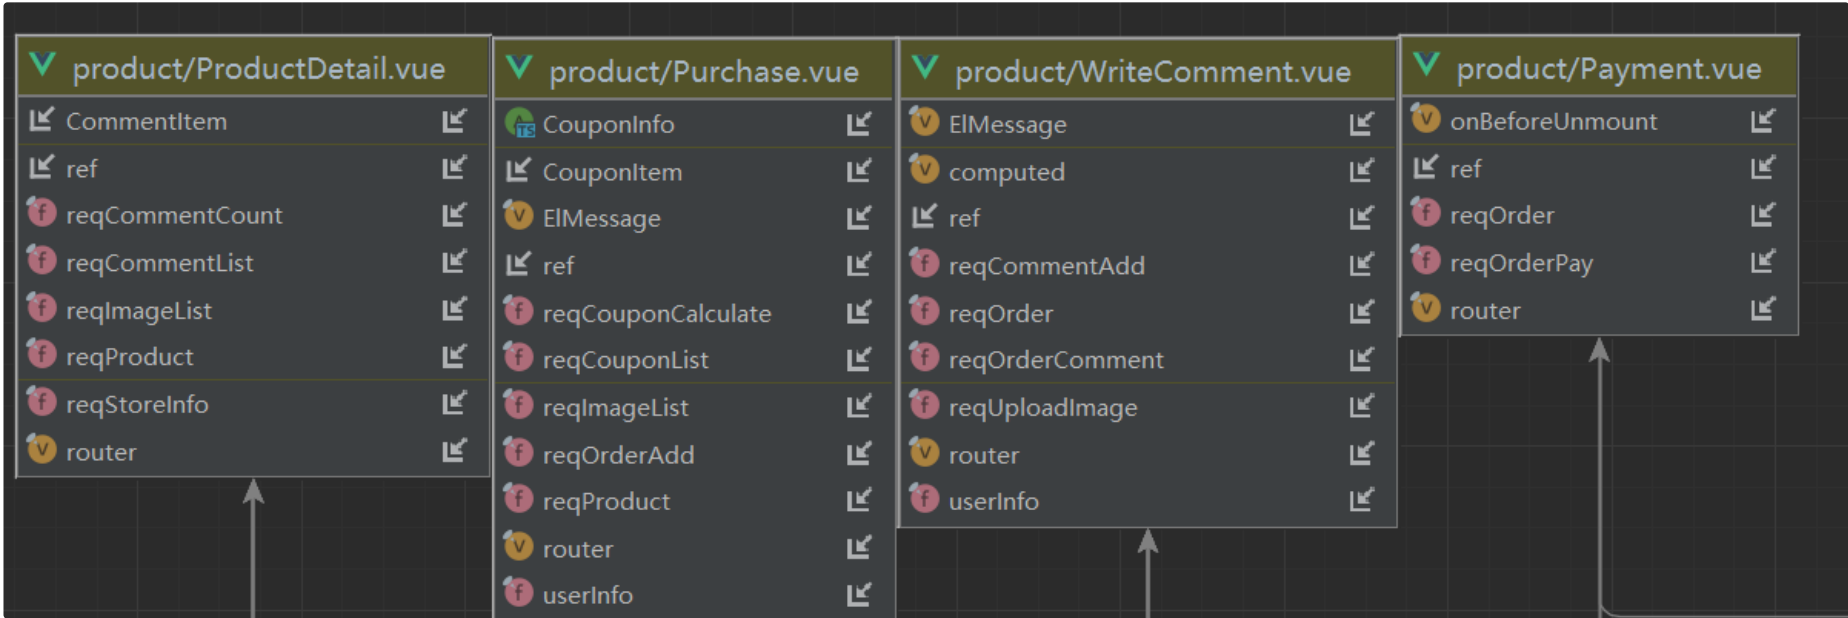 product/ProductDetail.vue
CommentItem
ref
reqCommentCount
reqCommentList
reqImageList
reqProduct
reqStoreInfo
router
product/Purchase.vue
CouponInfo
CouponItem
ElMessage
ref
reqCouponCalculate
reqCouponList
reqImageList
reqOrderAdd
reqProduct
router
userInfo
product/WriteComment.vue
ElMessage
computed
ref
reqCommentAdd
reqOrder
reqOrderComment
reqUploadImage
router
userInfo
product/Payment.vue
onBeforeUnmount
ref
reqOrder
reqOrderPay
router